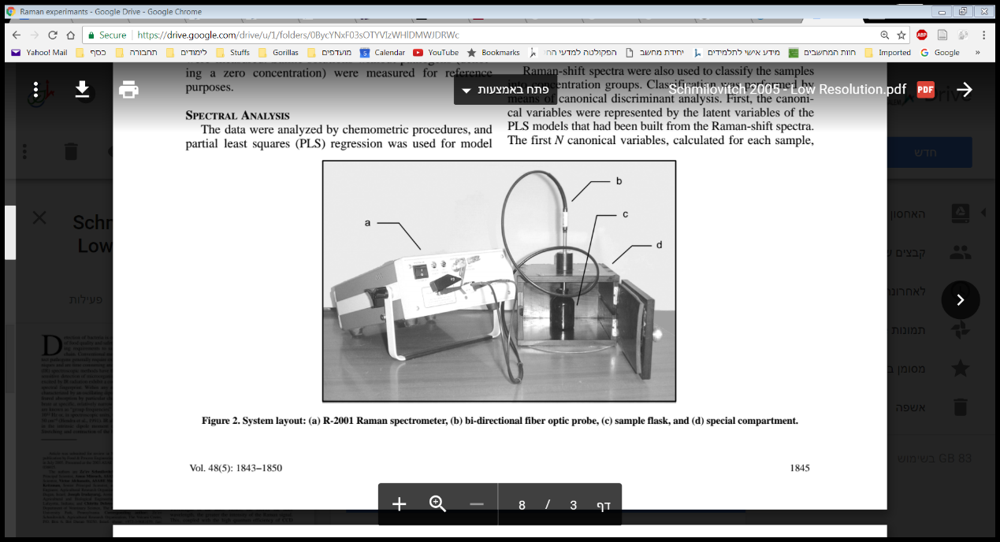 Raman experimants - Google Drive - Google Chrome
Secure https://drive.google.com/drive/u/1/folders/0BycYNxF03sOTYVIzWHlDMWJDRWc
Yahoo! Mail כסף תחבורה לימודים Stuffs Gorillas מועדפים Calendar YouTube Bookmarks הפקולטה למדעי החו יחידת מחשב מידע אישי לתלמידים חוות המחשבים Imported Google »
ing a zero concentration) were measured for reference
purposes.
SPECTRAL ANALYSIS
The data were analyzed by chemometric procedures, and
partial least squares (PLS) regression was used for model
Raman-shift spectra were also used to classify the samples
into concentration groups. Classification was performed by
means of canonical discriminant analysis. First, the canoni-
cal variables were represented by the latent variables of the
PLS models that had been built from the Raman-shift spectra.
The first N canonical variables, calculated for each sample,
פתח באמצעות
Schmilovitch 2005 - Low Resolution.pdf PDF
Drive
חדש
Schm
Low
פעילות
האחסון
קבצים
לאחרונה
תמונות
מסומן ב
אשפה
83 GB בשימוש
a
b
c
d
Figure 2. System layout: (a) R-2001 Raman spectrometer, (b) bi-directional fiber optic probe, (c) sample flask, and (d) special compartment.
Vol. 48(5): 1843–1850
1845
דף 3 / 8